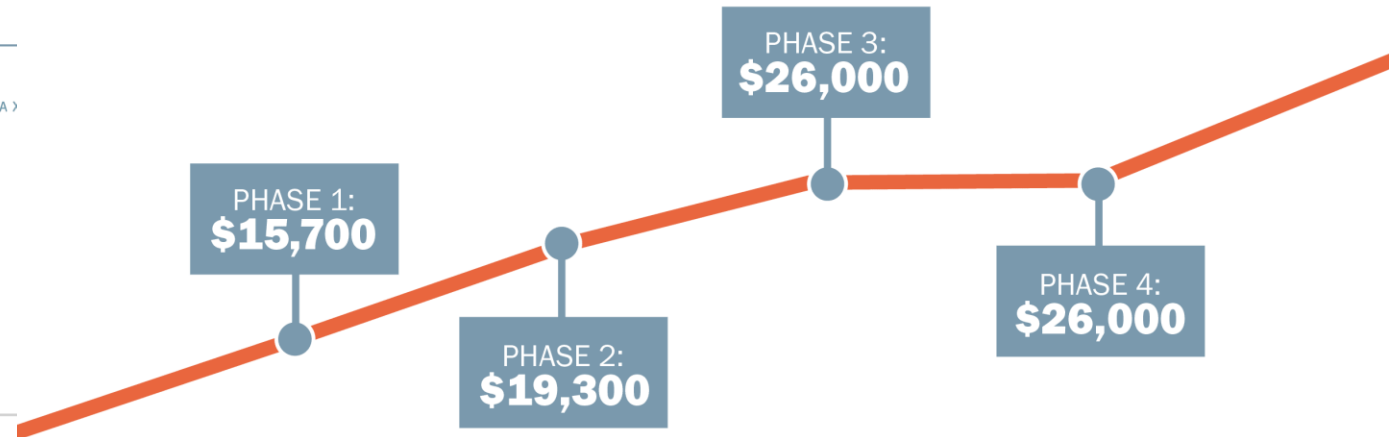 PHASE 1:
$15,700
PHASE 2:
$19,300
PHASE 3:
$26,000
PHASE 4:
$26,000